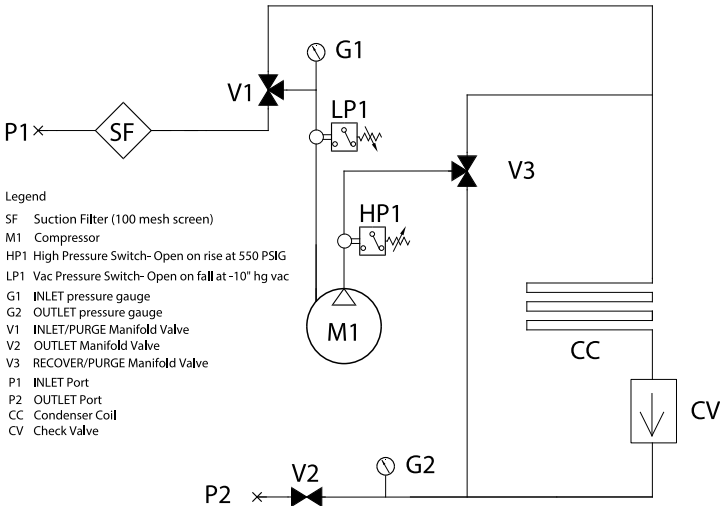 G1
V1
LP1
P1
SF
V3
HP1
Legend
SF Suction Filter (100 mesh screen)
M1 Compressor
HP1 High Pressure Switch- Open on rise at 550 PSIG
LP1 Vac Pressure Switch- Open on fall at -10" hg vac
G1 INLET pressure gauge
G2 OUTLET pressure gauge
V1 INLET/PURGE Manifold Valve
V2 OUTLET Manifold Valve
V3 RECOVER/PURGE Manifold Valve
P1 INLET Port
P2 OUTLET Port
CC Condenser Coil
CV Check Valve
M1
CC
CV
V2
G2
P2